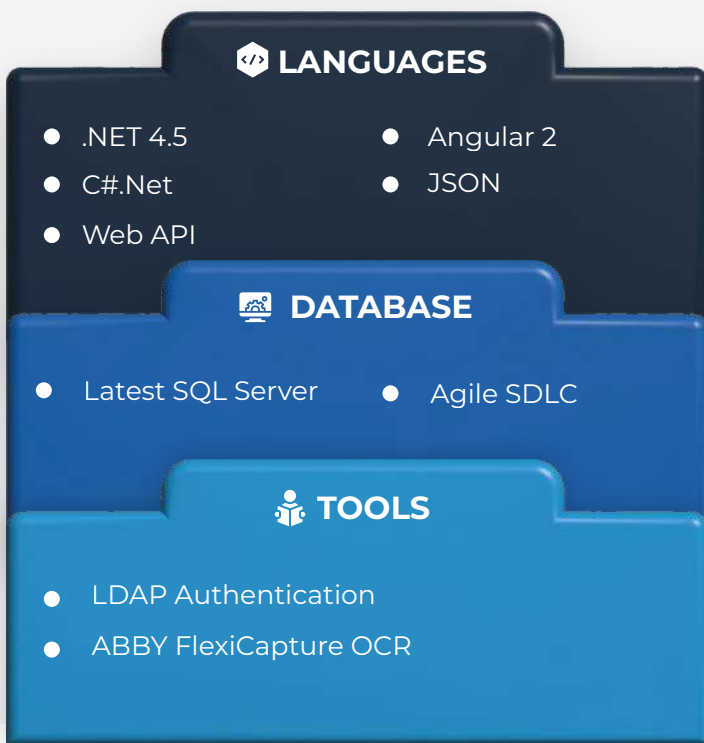 LANGUAGES
.NET 4.5
C#.Net
Web API
Angular 2
JSON
DATABASE
Latest SQL Server
Agile SDLC
TOOLS
LDAP Authentication
ABBY FlexiCapture OCR